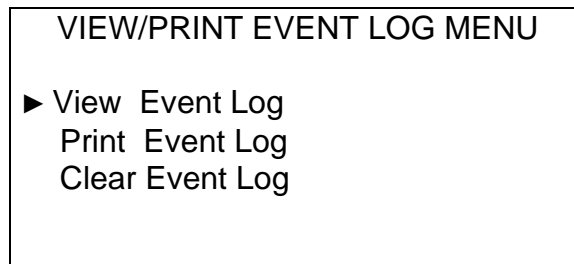 VIEW/PRINT EVENT LOG MENU
► View Event Log
Print Event Log
Clear Event Log